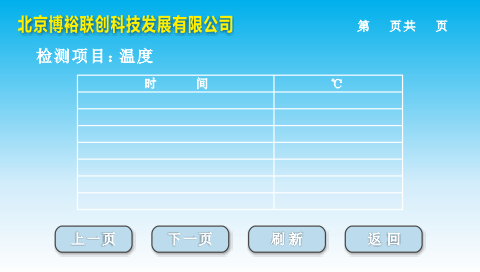 北京博裕联创科技发展有限公司
第 页共 页
检测项目:温度
时 间 ℃
上一页 下一页 刷新 返回